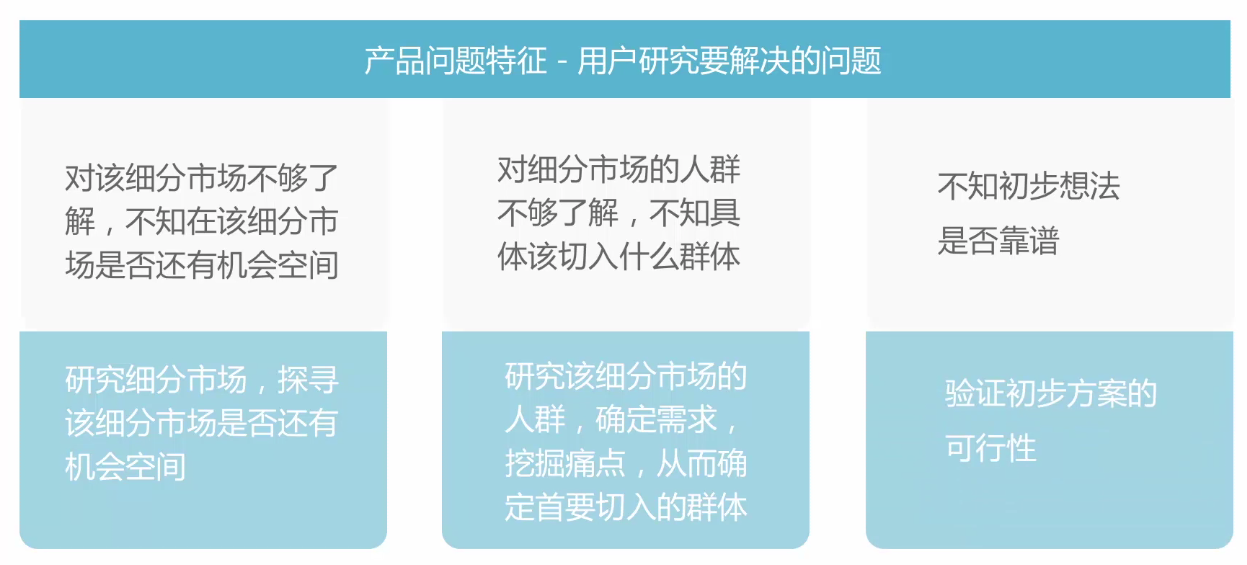 产品问题特征 - 用户研究要解决的问题
对该细分市场不够了
解，不知在该细分市
场是否还有机会空间
对细分市场的人群
不够了解，不知具
体该切入什么群体
不知初步想法
是否靠谱
研究细分市场，探寻
该细分市场是否还有
机会空间
研究该细分市场的
人群，确定需求，
挖掘痛点，从而确
定首要切入的群体
验证初步方案的
可行性